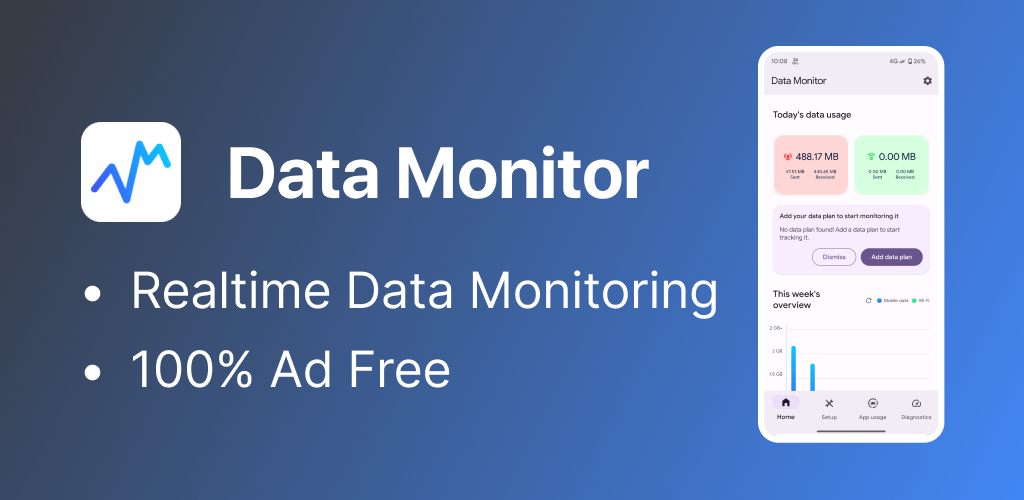 Data Monitor
Realtime Data Monitoring
100% Ad Free
10:08 4G 26%
Data Monitor
Today's data usage
488.17 MB
47.53 MB 440.65 MB
Sent Received
0.00 MB
0.00 MB 0.00 MB
Sent Received
Add your data plan to start monitoring it
No data plan found! Add a data plan to start
tracking it.
Dismiss Add data plan
This week's
overview
Mobile data Wi-Fi
2 GB+
2 GB
1.5 GB
Home Setup App usage Diagnostics